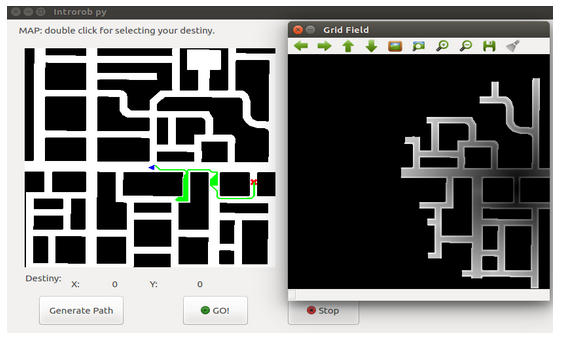 Introrob py
MAP: double click for selecting your destiny.
Grid Field
Destiny:
X: 0 Y: 0
Generate Path
GO!
Stop